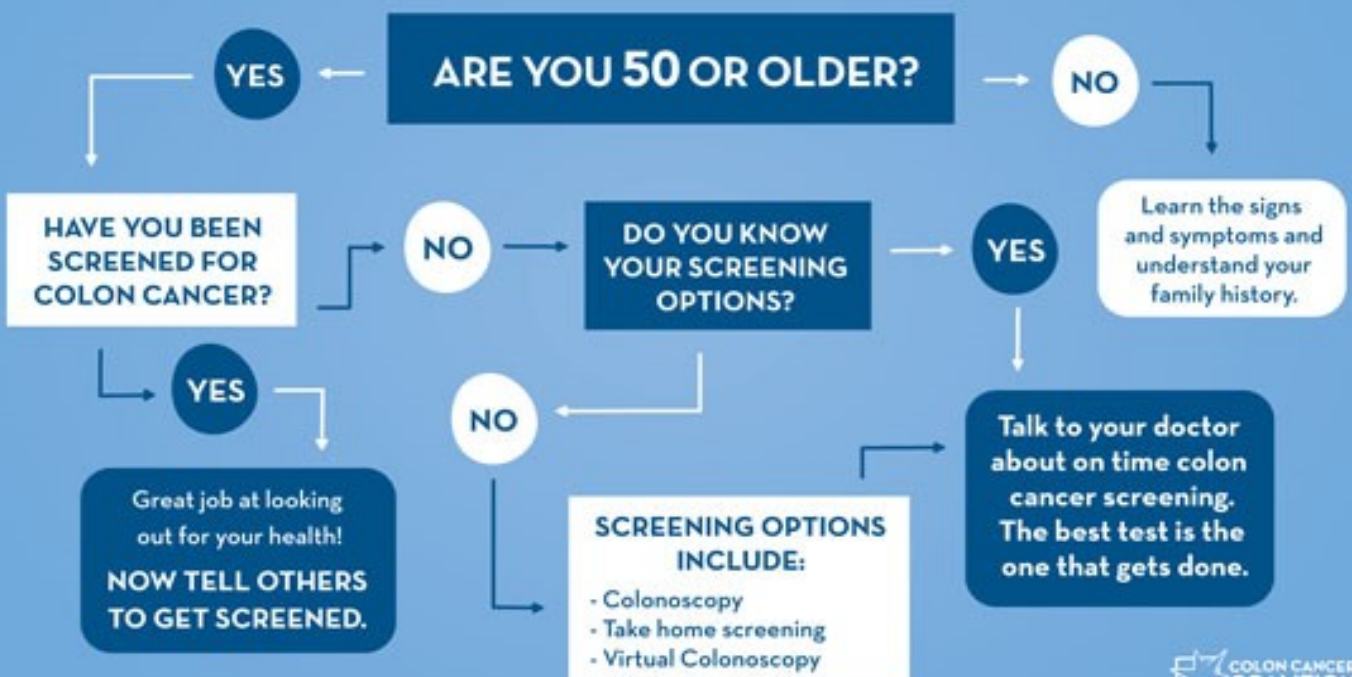 ARE YOU 50 OR OLDER?
YES
NO
HAVE YOU BEEN
SCREENED FOR
COLON CANCER?
NO
DO YOU KNOW
YOUR SCREENING
OPTIONS?
YES
Learn the signs
and symptoms and
understand your
family history.
YES
Great job at looking
out for your health!
NOW TELL OTHERS
TO GET SCREENED.
NO
SCREENING OPTIONS
INCLUDE:
- Colonoscopy
- Take home screening
- Virtual Colonoscopy
Talk to your doctor
about on time colon
cancer screening.
The best test is the
one that gets done.
COLON CANCER